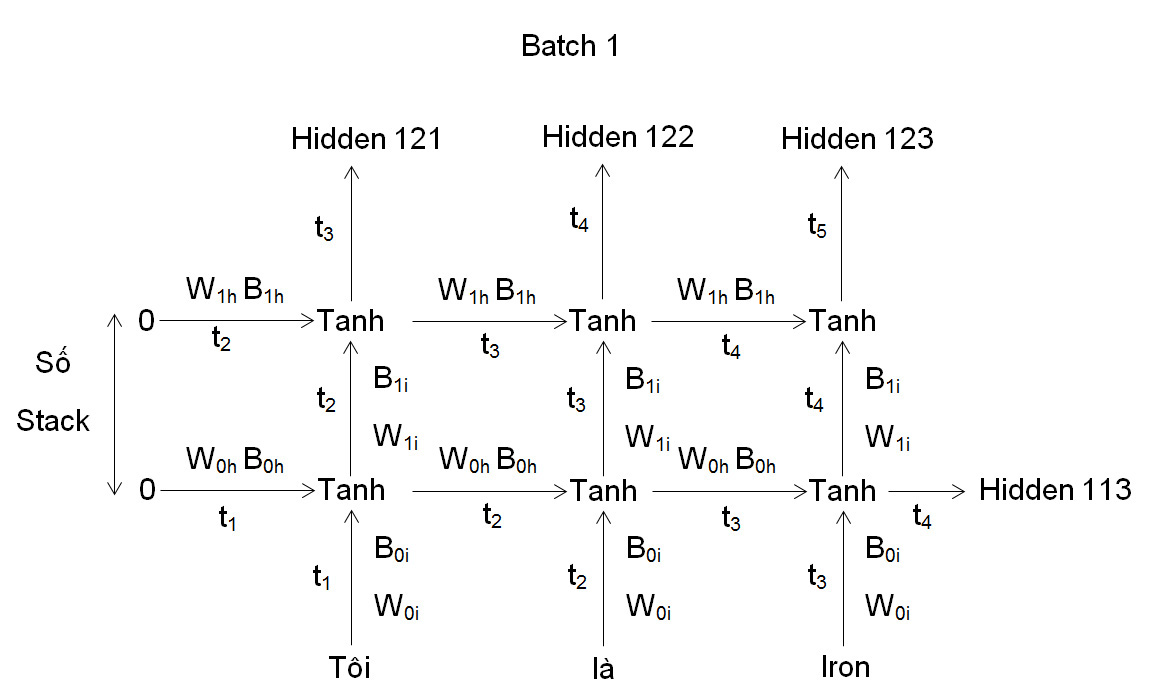 Batch 1
Hidden 121 Hidden 122 Hidden 123
t₃ t₄ t₅
W₁ₕ B₁ₕ W₁ₕ B₁ₕ W₁ₕ B₁ₕ
0 Tanh Tanh Tanh
t₂ t₃ t₄
Số
Stack
B₁ᵢ B₁ᵢ B₁ᵢ
t₂ t₃ t₄
W₁ᵢ W₁ᵢ W₁ᵢ
W₀ₕ B₀ₕ W₀ₕ B₀ₕ W₀ₕ B₀ₕ
0 Tanh Tanh Tanh Hidden 113
t₁ t₂ t₃ t₄
B₀ᵢ B₀ᵢ B₀ᵢ
t₁ t₂ t₃
W₀ᵢ W₀ᵢ W₀ᵢ
Tôi là Iron